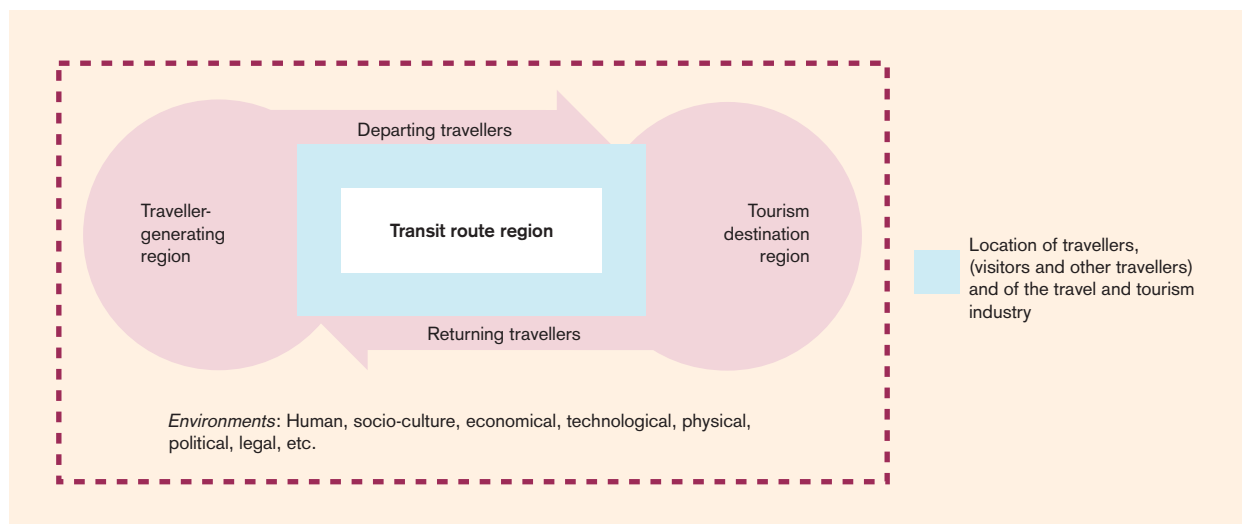 Departing travellers
Traveller-
generating
region
Transit route region
Tourism
destination
region
Returning travellers
Environments: Human, socio-culture, economical, technological, physical,
political, legal, etc.
Location of travellers,
(visitors and other travellers)
and of the travel and tourism
industry